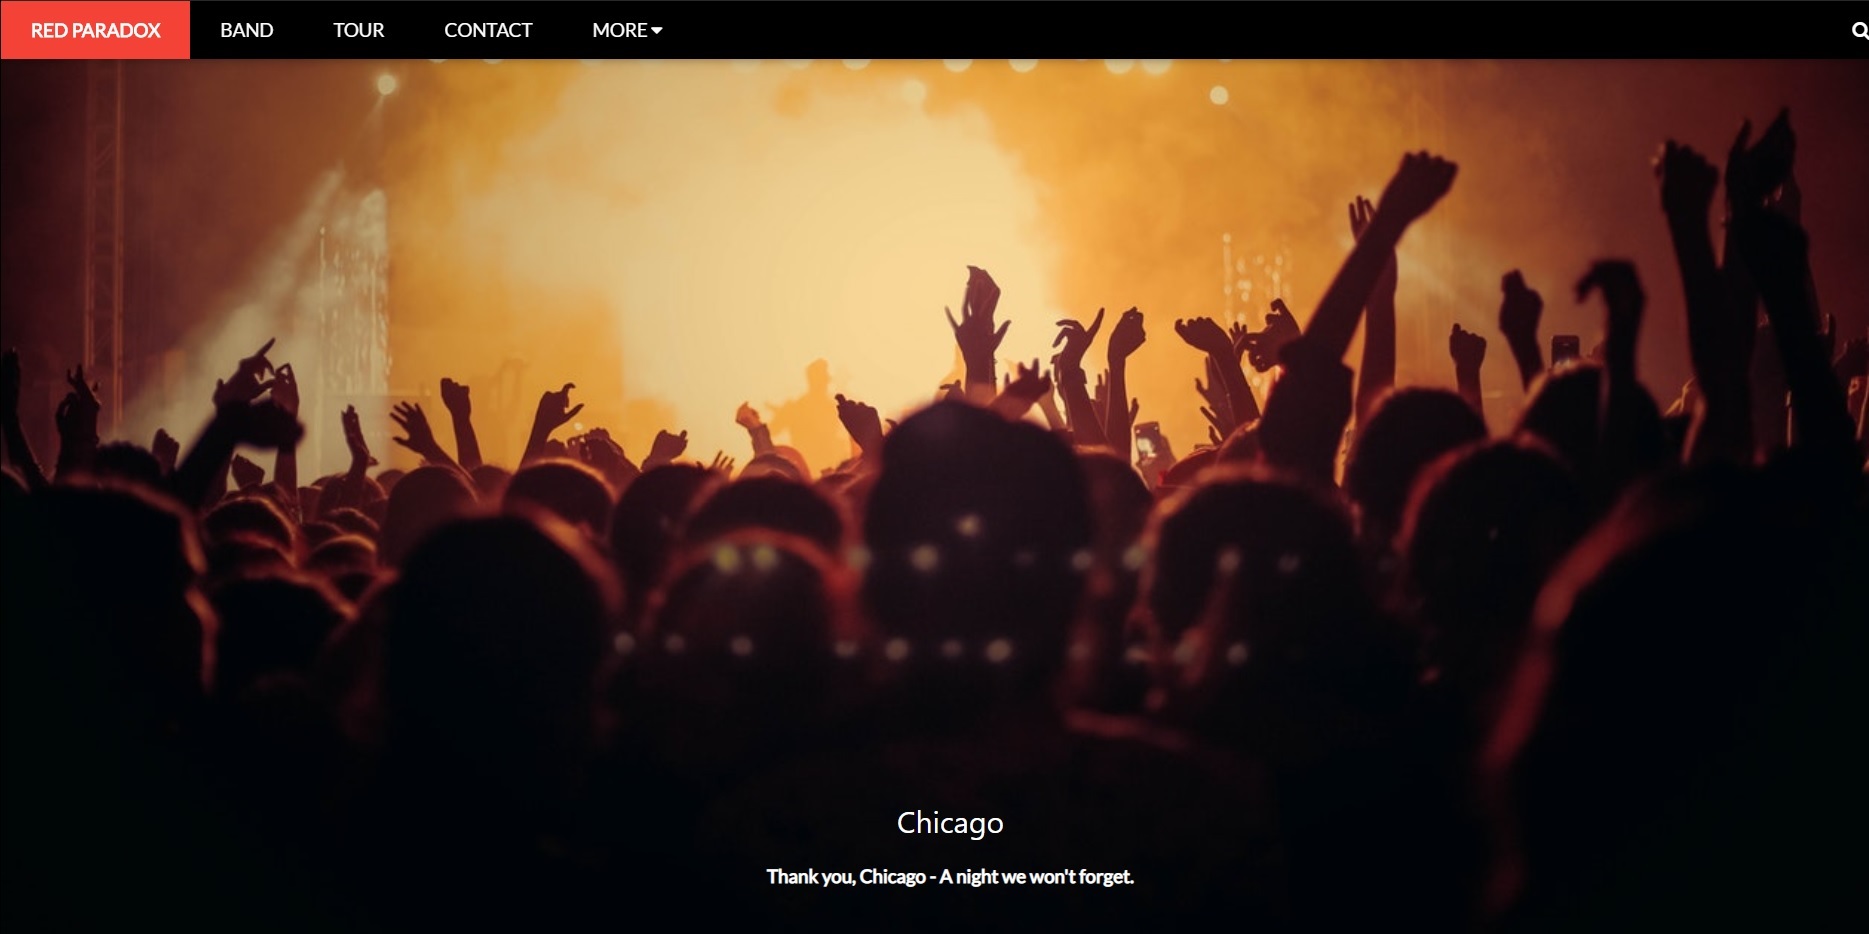 RED PARADOX BAND TOUR CONTACT MORE
Chicago
Thank you, Chicago - A night we won't forget.